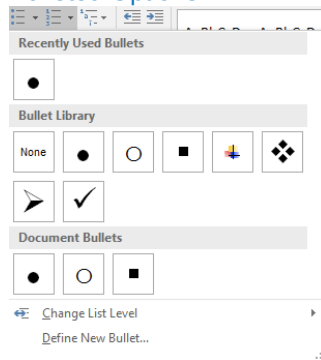 Recently Used Bullets
Bullet Library
None
Document Bullets
Change List Level
Define New Bullet...